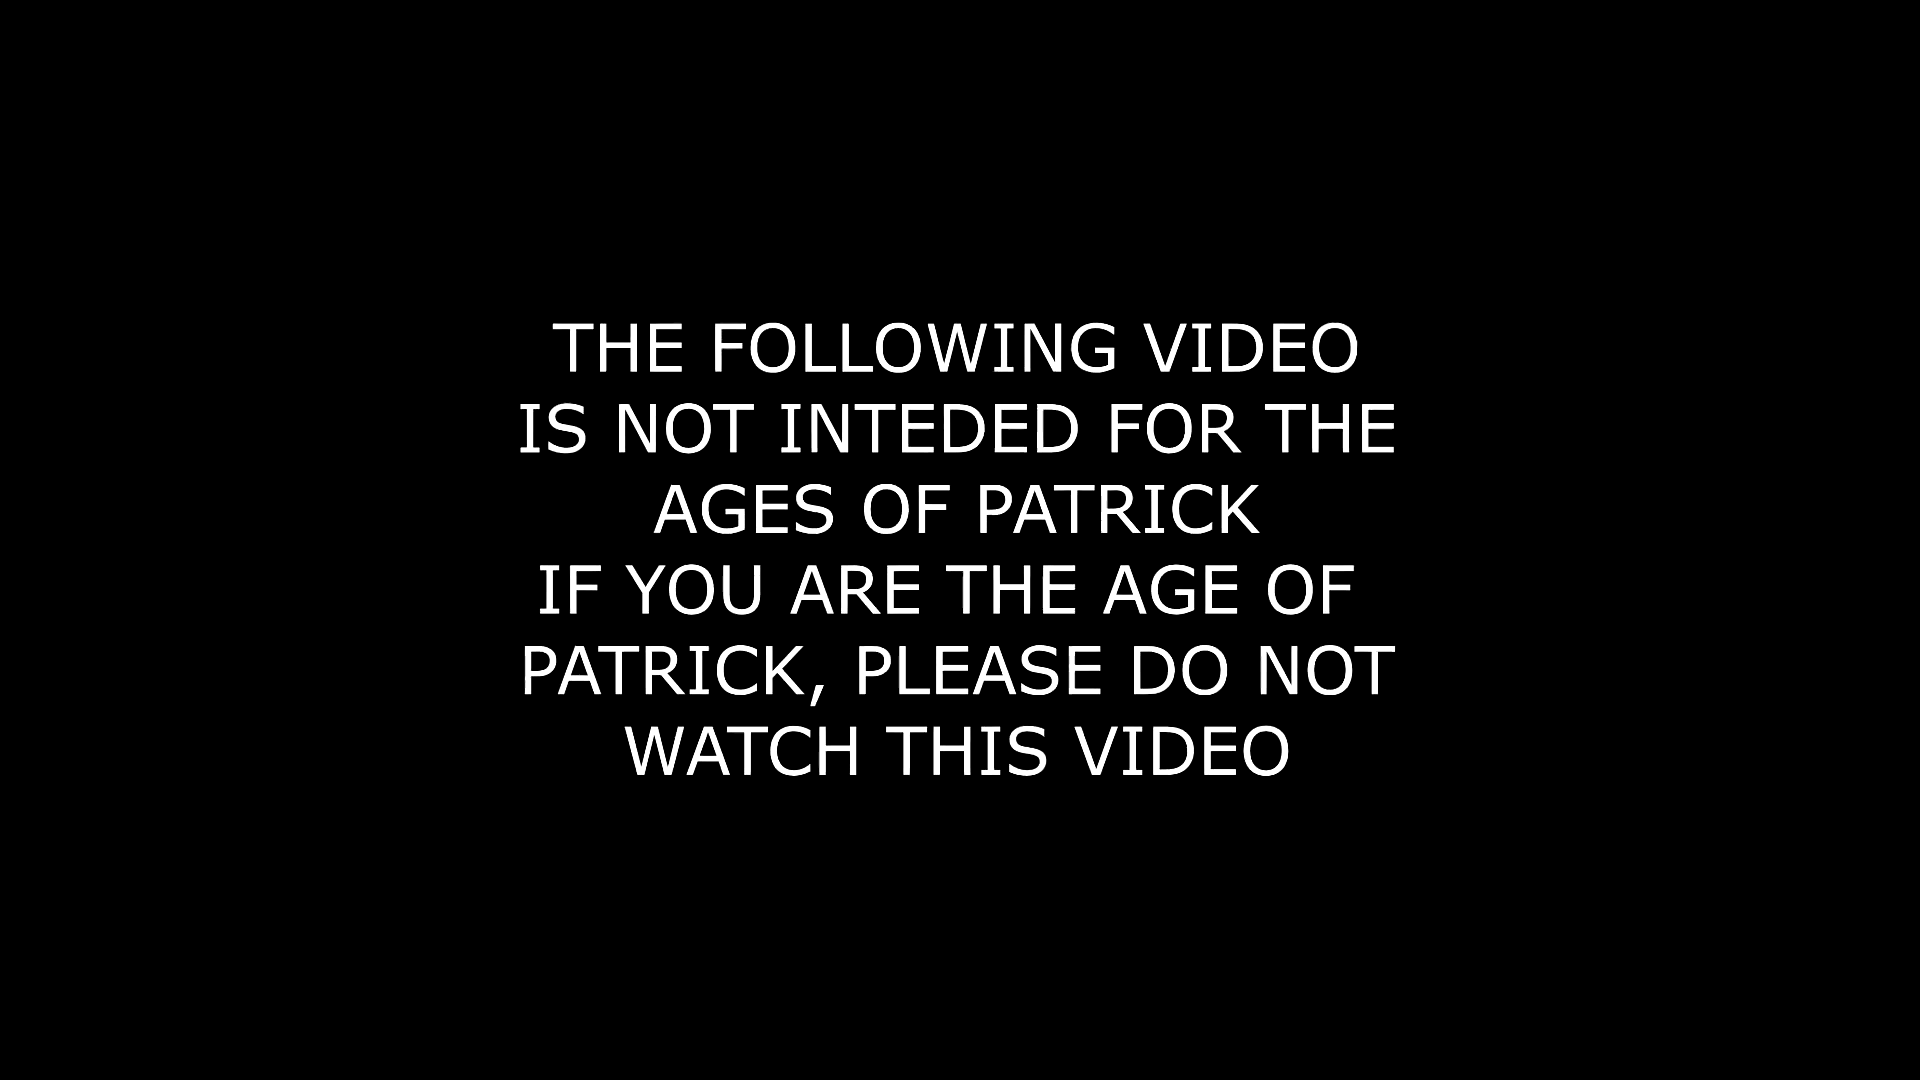 THE FOLLOWING VIDEO
IS NOT INTEDED FOR THE
AGES OF PATRICK
IF YOU ARE THE AGE OF
PATRICK, PLEASE DO NOT
WATCH THIS VIDEO